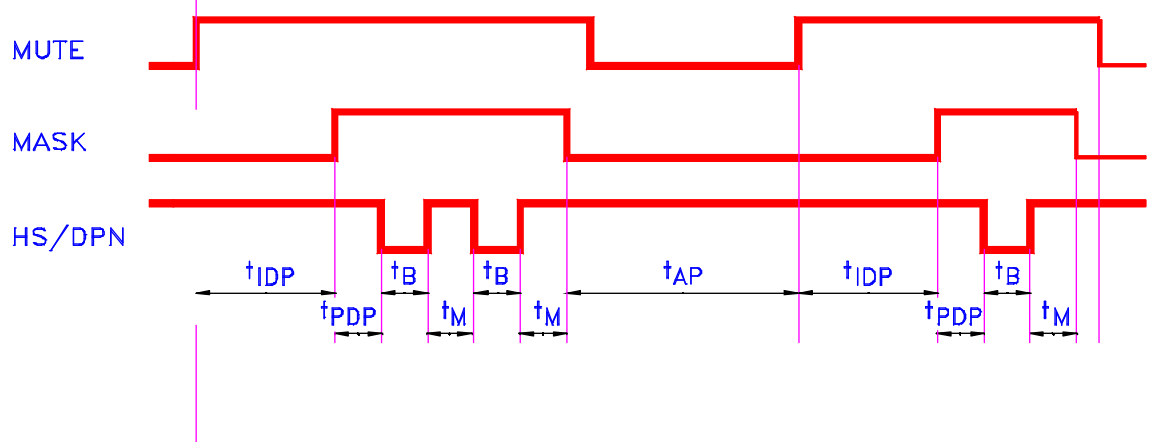 MUTE
MASK
HS/DPN
tIDP tB tB tAP tIDP tB
tPDP tM tM tPDP tM